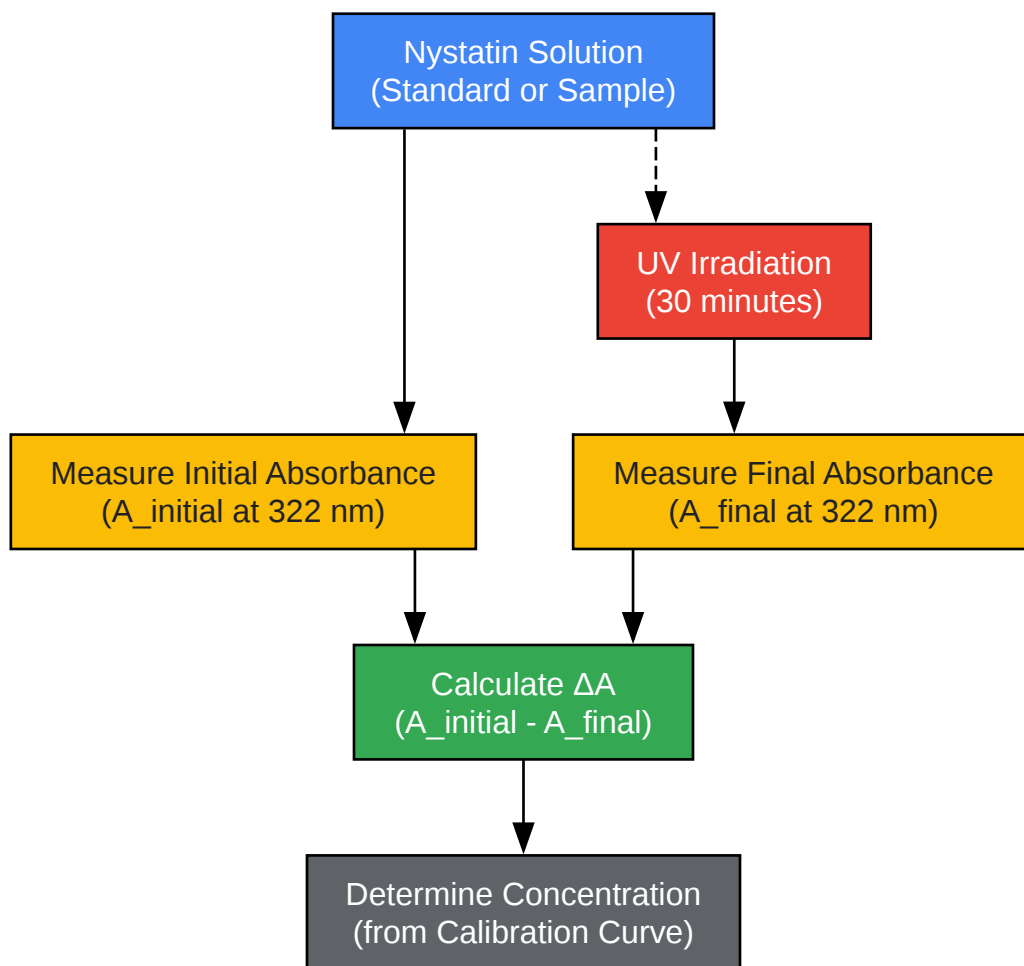 Nystatin Solution
(Standard or Sample)
UV Irradiation
(30 minutes)
Measure Initial Absorbance
(A_initial at 322 nm)
Measure Final Absorbance
(A_final at 322 nm)
Calculate ΔA
(A_initial - A_final)
Determine Concentration
(from Calibration Curve)